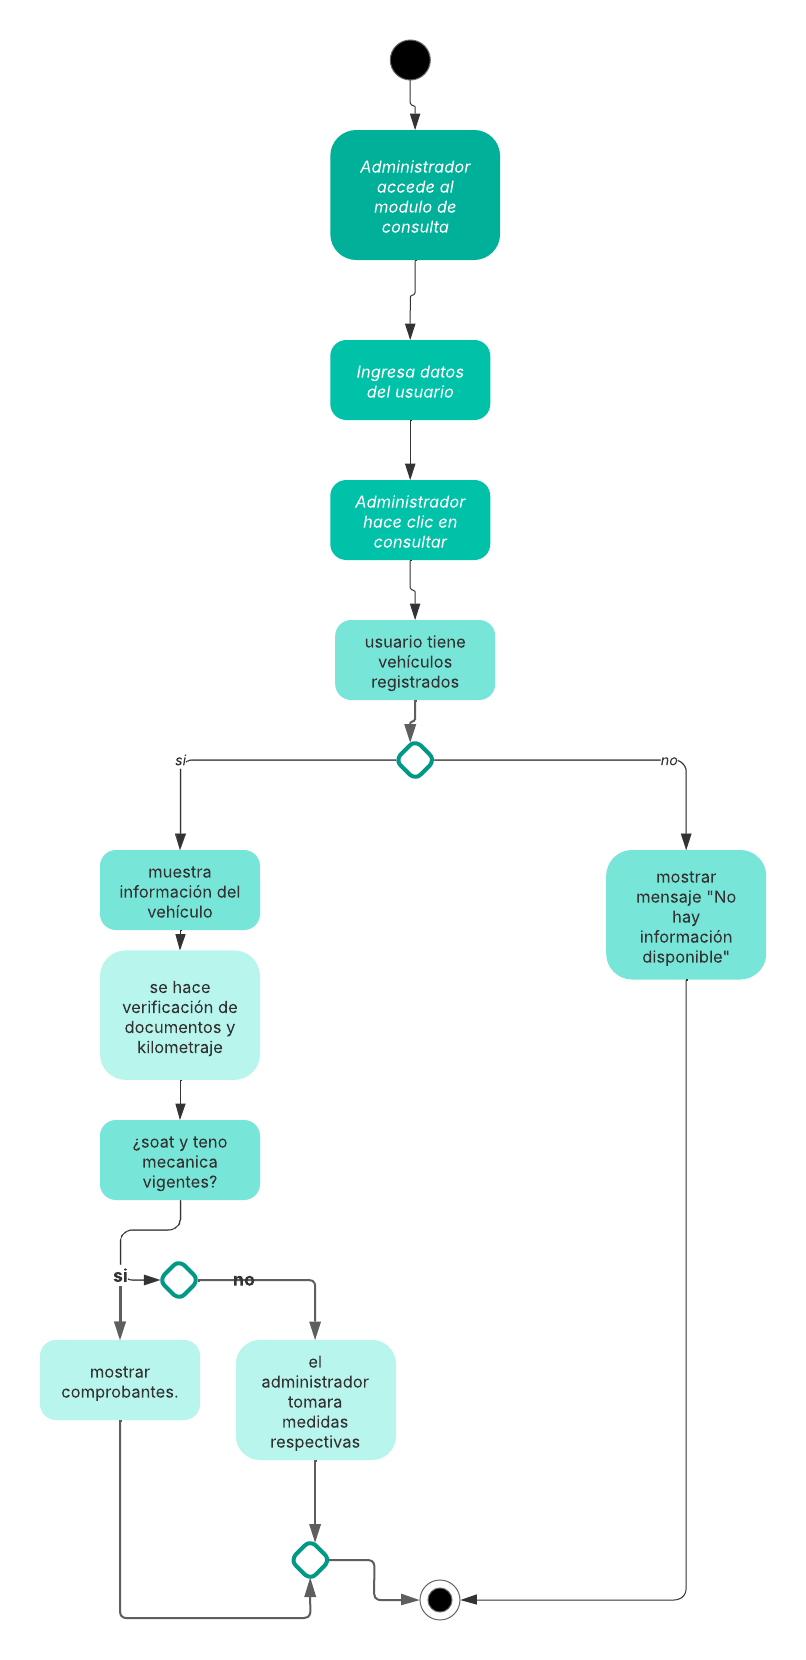 Administrador
accede al
modulo de
consulta
Ingresa datos
del usuario
Administrador
hace clic en
consultar
usuario tiene
vehículos
registrados
si
no
muestra
información del
vehículo
mostrar
mensaje "No
hay
información
disponible"
se hace
verificación de
documentos y
kilometraje
¿soat y teno
mecanica
vigentes?
si
no
mostrar
comprobantes.
el
administrador
tomara
medidas
respectivas